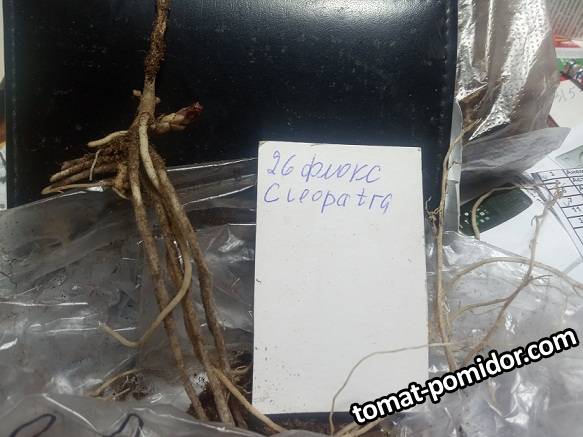 26 флокс
Cleopatra
tomat-pomidor.com